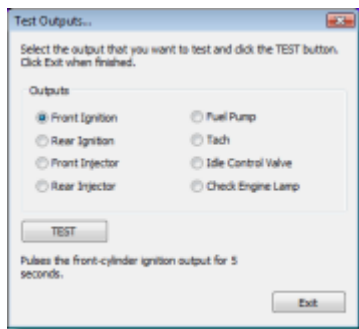 Test Outputs...
Select the output that you want to test and click the TEST button.
Click Exit when finished.
Outputs
Front Ignition
Fuel Pump
Rear Ignition
Tach
Front Injector
Idle Control Valve
Rear Injector
Check Engine Lamp
TEST
Pulses the front-cylinder ignition output for 5
seconds.
Exit